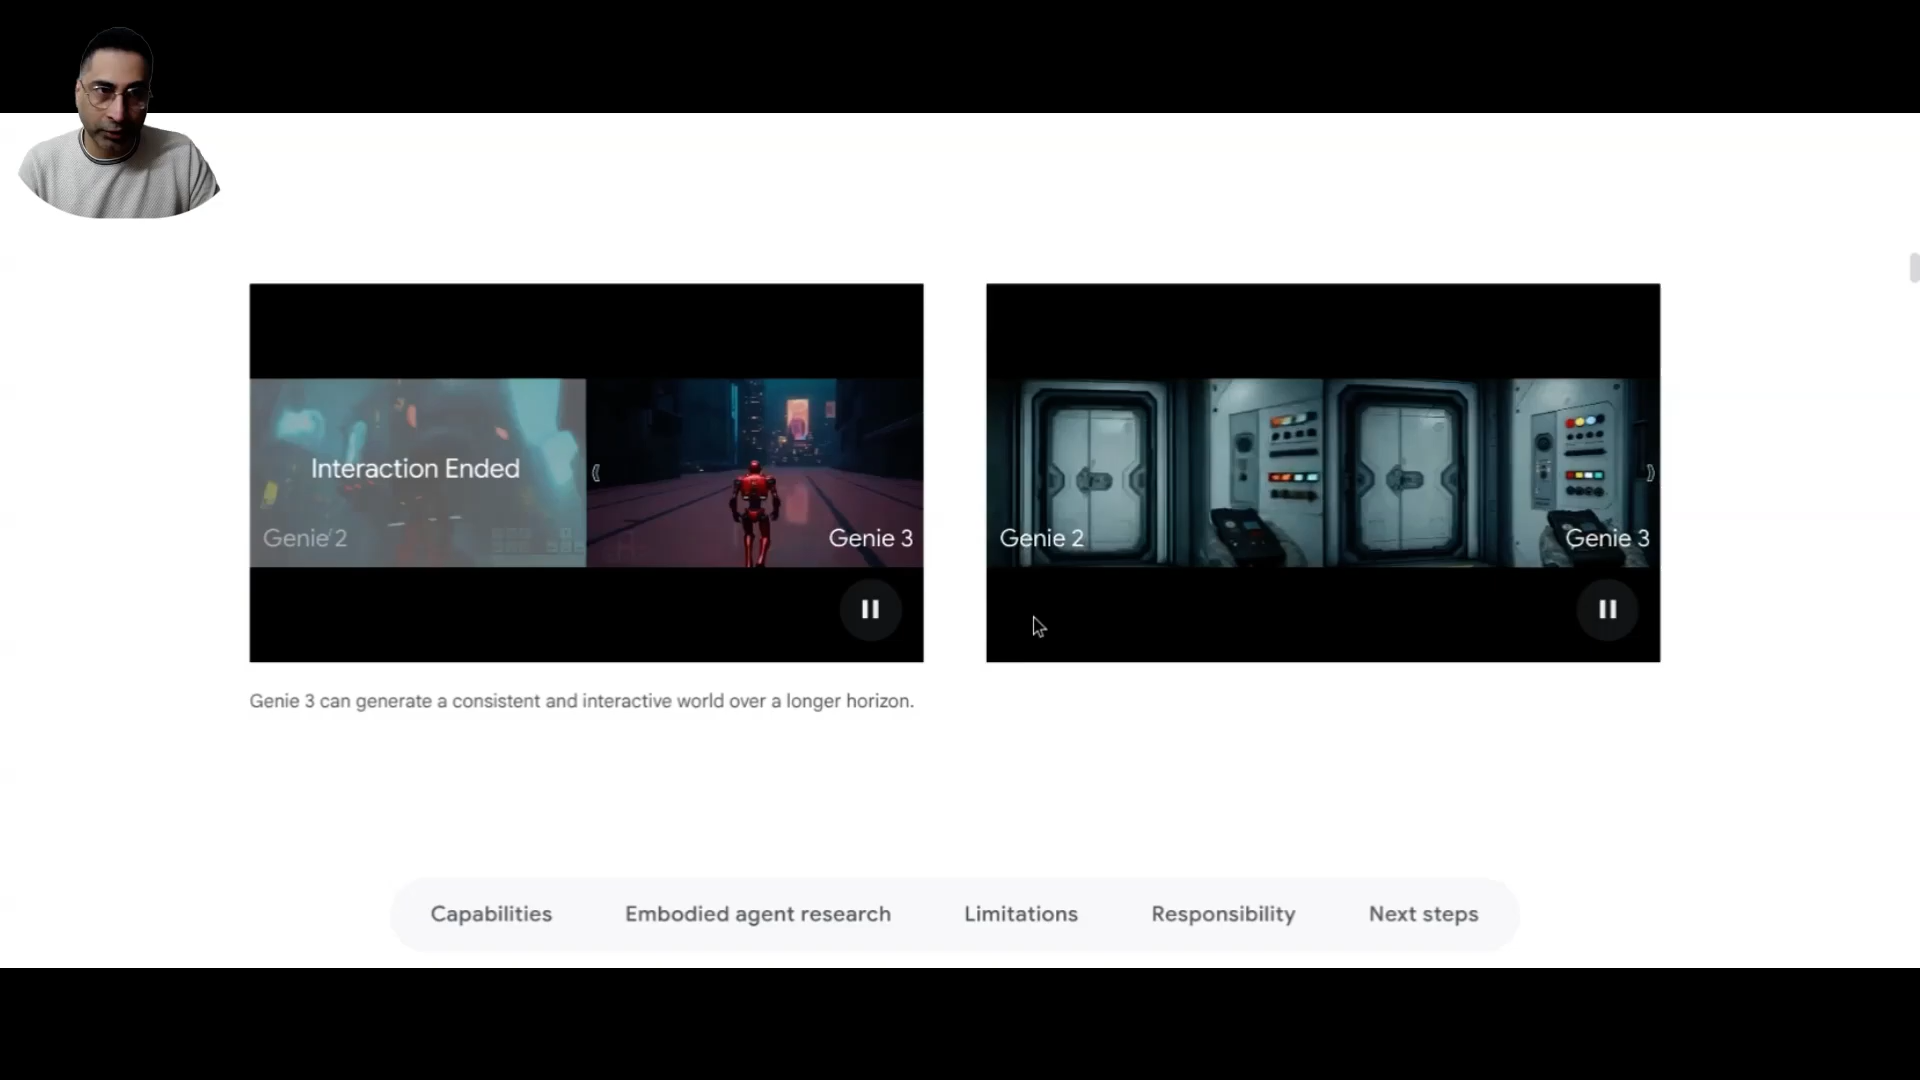 Interaction Ended
Genie 2
Genie 3
Genie 2
Genie 3
Genie 3 can generate a consistent and interactive world over a longer horizon.
Capabilities
Embodied agent research
Limitations
Responsibility
Next steps